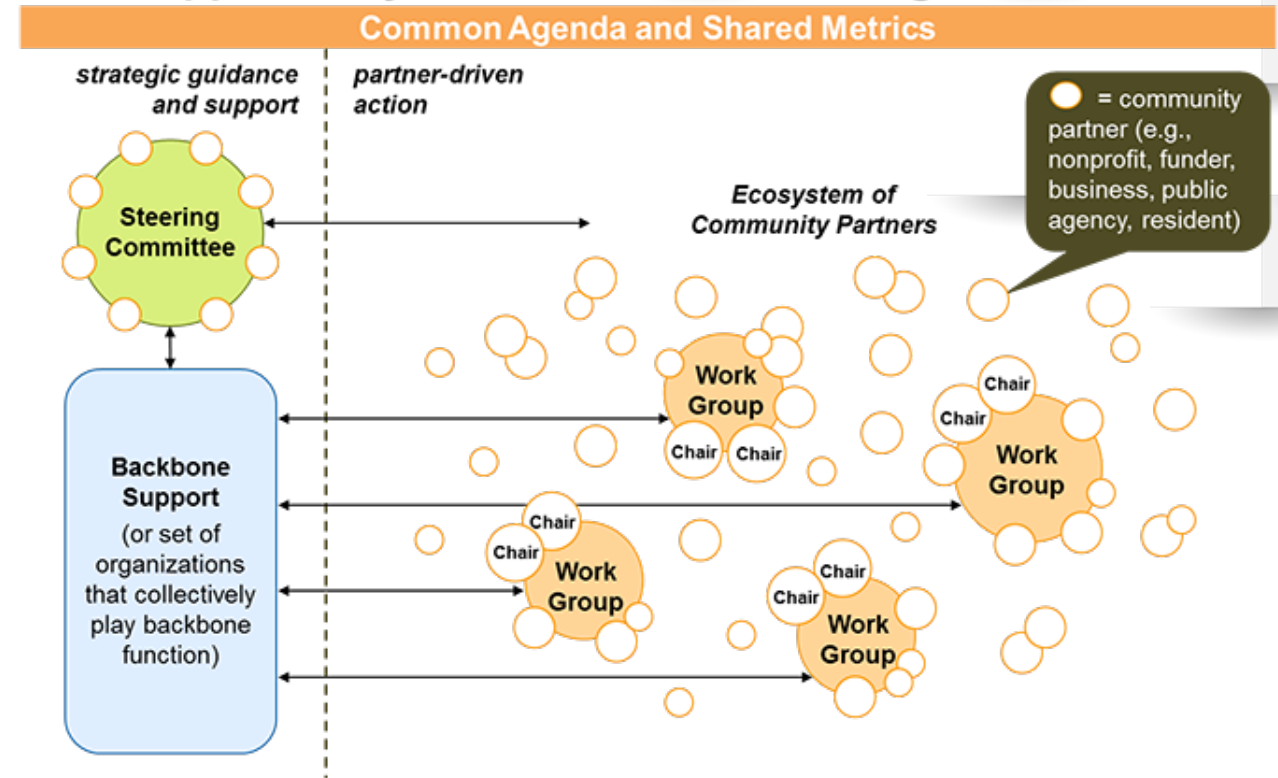 Common Agenda and Shared Metrics
strategic guidance
and support
partner-driven
action
= community
partner (e.g.,
nonprofit, funder,
business, public
agency, resident)
Ecosystem of
Community Partners
Steering
Committee
Backbone
Support
(or set of
organizations
that collectively
play backbone
function)
Work
Group
Chair
Chair
Chair
Chair
Work
Group
Chair
Chair
Work
Group
Chair
Chair
Work
Group